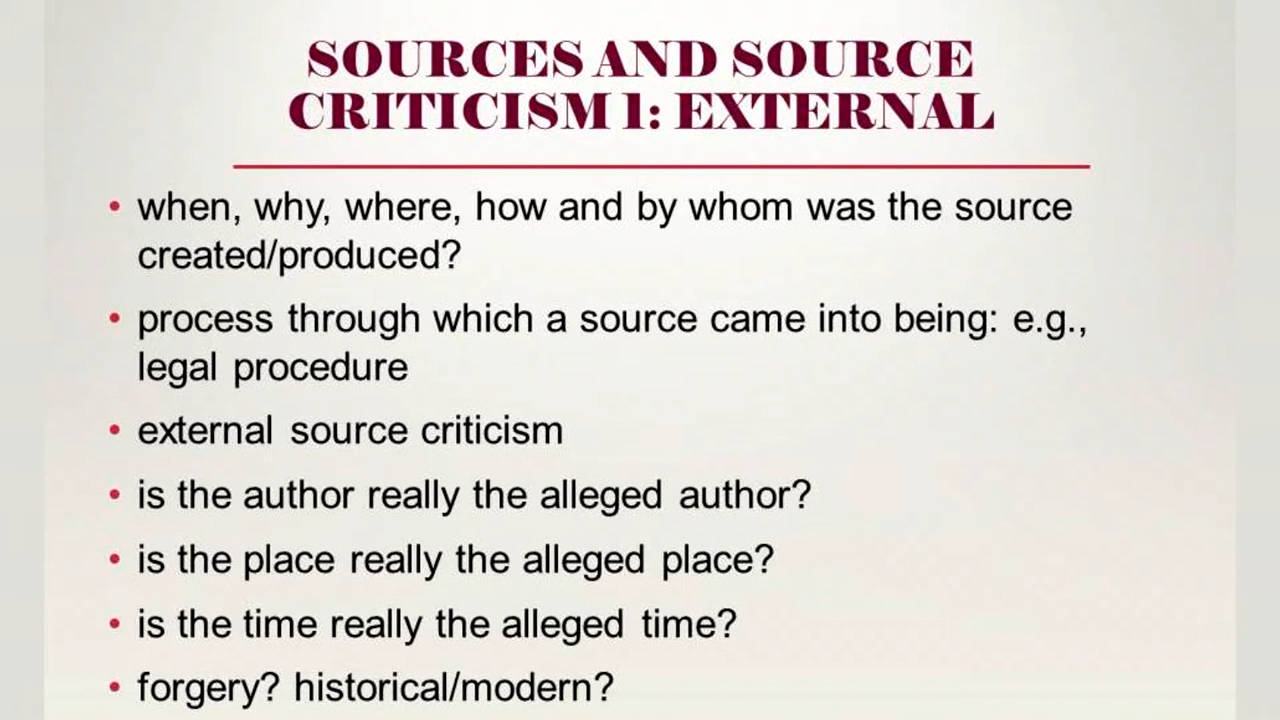 SOURCES AND SOURCE
CRITICISM 1: EXTERNAL
• when, why, where, how and by whom was the source
created/produced?
• process through which a source came into being: e.g.,
legal procedure
• external source criticism
• is the author really the alleged author?
• is the place really the alleged place?
• is the time really the alleged time?
• forgery? historical/modern?